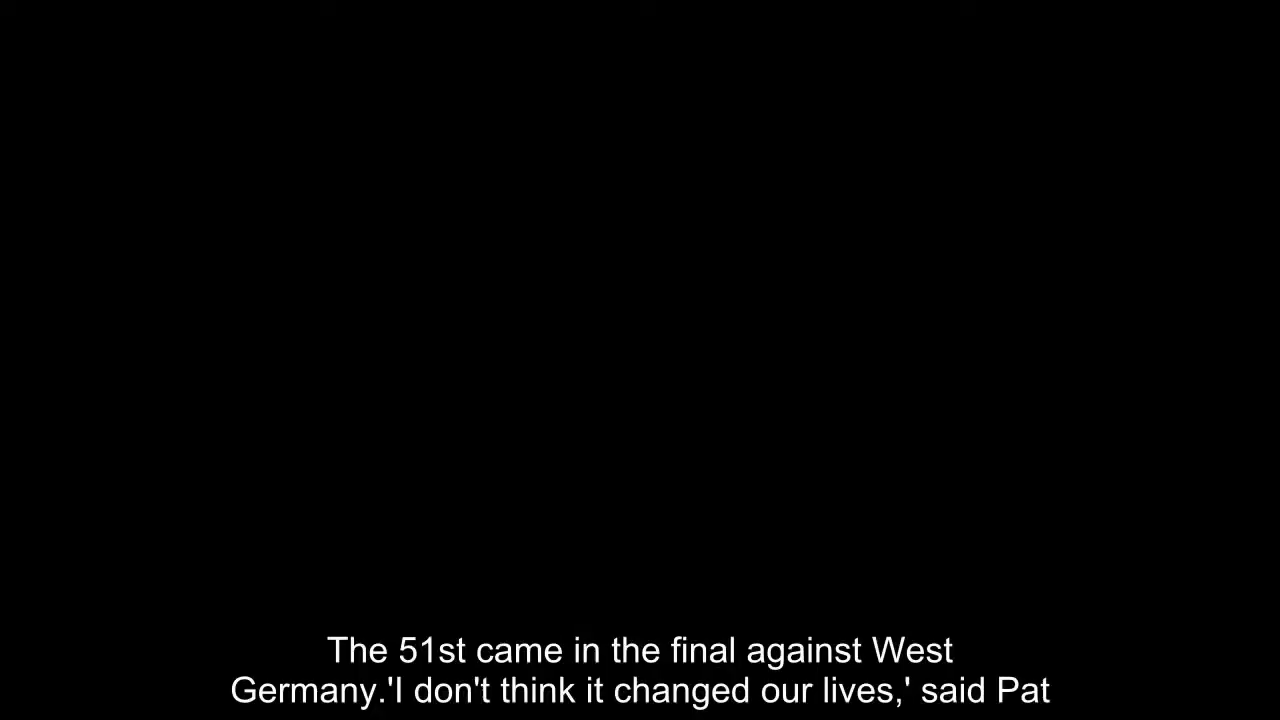 The 51st came in the final against West
Germany.'I don't think it changed our lives,' said Pat